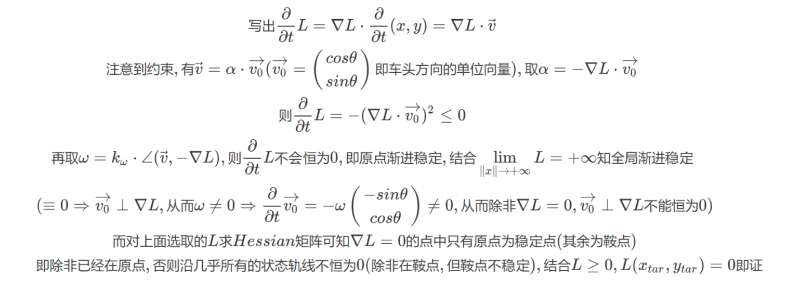 写出$\frac{\partial}{\partial t}L=\nabla L\cdot\frac{\partial}{\partial t}(x,y)=\nabla L\cdot\vec{v}$
注意到约束,有$\vec{v}=\alpha\cdot\overrightarrow{v_0}(\overrightarrow{v_0}=\begin{pmatrix}cos\theta\\sin\theta\end{pmatrix}$即车头方向的单位向量),取$\alpha=-\nabla L\cdot\overrightarrow{v_0}$
则$\frac{\partial}{\partial t}L=-(\nabla L\cdot\overrightarrow{v_0})^2\leq 0$
再取$\omega=k_\omega\cdot\angle(\vec{v},-\nabla L)$,则$\frac{\partial}{\partial t}L$不会恒为0,即原点渐进稳定,结合$\lim_{\|x\|\to+\infty}L=+\infty$知全局渐进稳定
($\equiv 0\Rightarrow\overrightarrow{v_0}\perp\nabla L$,从而$\omega\neq 0\Rightarrow\frac{\partial}{\partial t}\overrightarrow{v_0}=-\omega\begin{pmatrix}-sin\theta\\cos\theta\end{pmatrix}\neq 0$,从而除非$\nabla L=0,\overrightarrow{v_0}\perp\nabla L$不能恒为0)
而对上面选取的$L$求$Hessian$矩阵可知$\nabla L=0$的点中只有原点为稳定点(其余为鞍点)
即除非已经在原点,否则沿几乎所有的状态轨线不恒为0(除非在鞍点,但鞍点不稳定),结合$L\geq 0,L(x_{tar},y_{tar})=0$即证